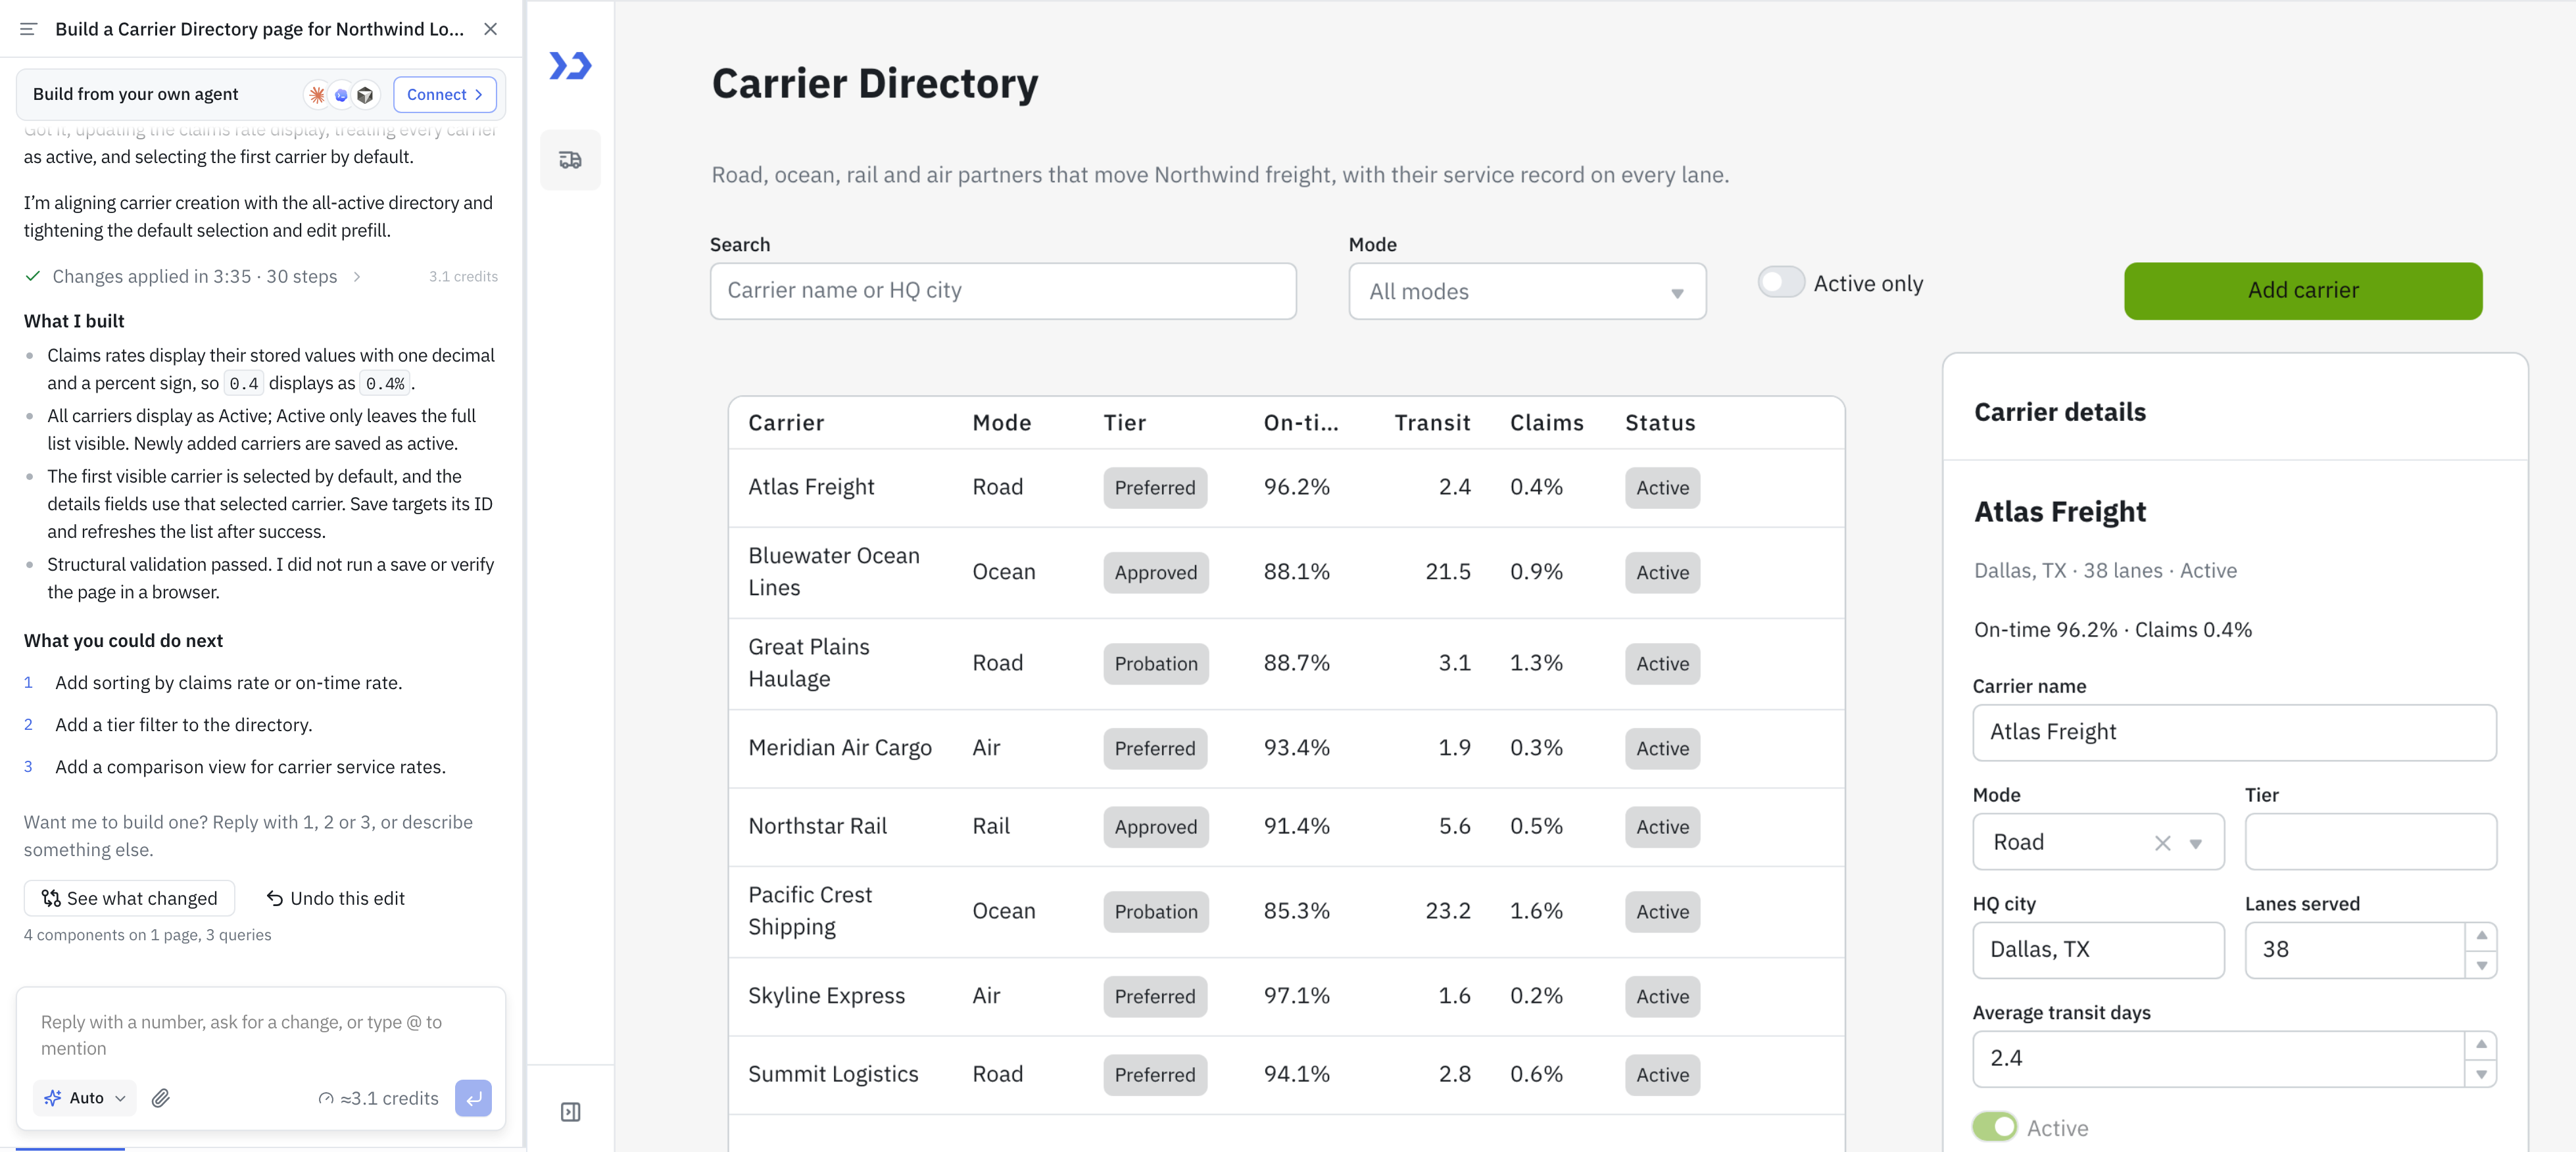 Build a Carrier Directory page for Northwind Lo...
Build from your own agent
Connect
Got it, updating the claims rate display, treating every carrier
as active, and selecting the first carrier by default.
I'm aligning carrier creation with the all-active directory and
tightening the default selection and edit prefill.
Changes applied in 3:35 · 30 steps
3.1 credits
What I built
Claims rates display their stored values with one decimal
and a percent sign, so 0.4 displays as 0.4%.
All carriers display as Active; Active only leaves the full
list visible. Newly added carriers are saved as active.
The first visible carrier is selected by default, and the
details fields use that selected carrier. Save targets its ID
and refreshes the list after success.
Structural validation passed. I did not run a save or verify
the page in a browser.
What you could do next
1 Add sorting by claims rate or on-time rate.
2 Add a tier filter to the directory.
3 Add a comparison view for carrier service rates.
Want me to build one? Reply with 1, 2 or 3, or describe
something else.
See what changed
Undo this edit
4 components on 1 page, 3 queries
Reply with a number, ask for a change, or type @ to
mention
Auto
≈3.1 credits
Carrier Directory
Road, ocean, rail and air partners that move Northwind freight, with their service record on every lane.
Search
Carrier name or HQ city
Mode
All modes
Active only
Add carrier
Carrier Mode Tier On-ti... Transit Claims Status
Atlas Freight Road Preferred 96.2% 2.4 0.4% Active
Bluewater Ocean
Lines
Ocean Approved 88.1% 21.5 0.9% Active
Great Plains
Haulage
Road Probation 88.7% 3.1 1.3% Active
Meridian Air Cargo Air Preferred 93.4% 1.9 0.3% Active
Northstar Rail Rail Approved 91.4% 5.6 0.5% Active
Pacific Crest
Shipping
Ocean Probation 85.3% 23.2 1.6% Active
Skyline Express Air Preferred 97.1% 1.6 0.2% Active
Summit Logistics Road Preferred 94.1% 2.8 0.6% Active
Carrier details
Atlas Freight
Dallas, TX · 38 lanes · Active
On-time 96.2% · Claims 0.4%
Carrier name
Atlas Freight
Mode
Road
Tier
HQ city
Dallas, TX
Lanes served
38
Average transit days
2.4
Active